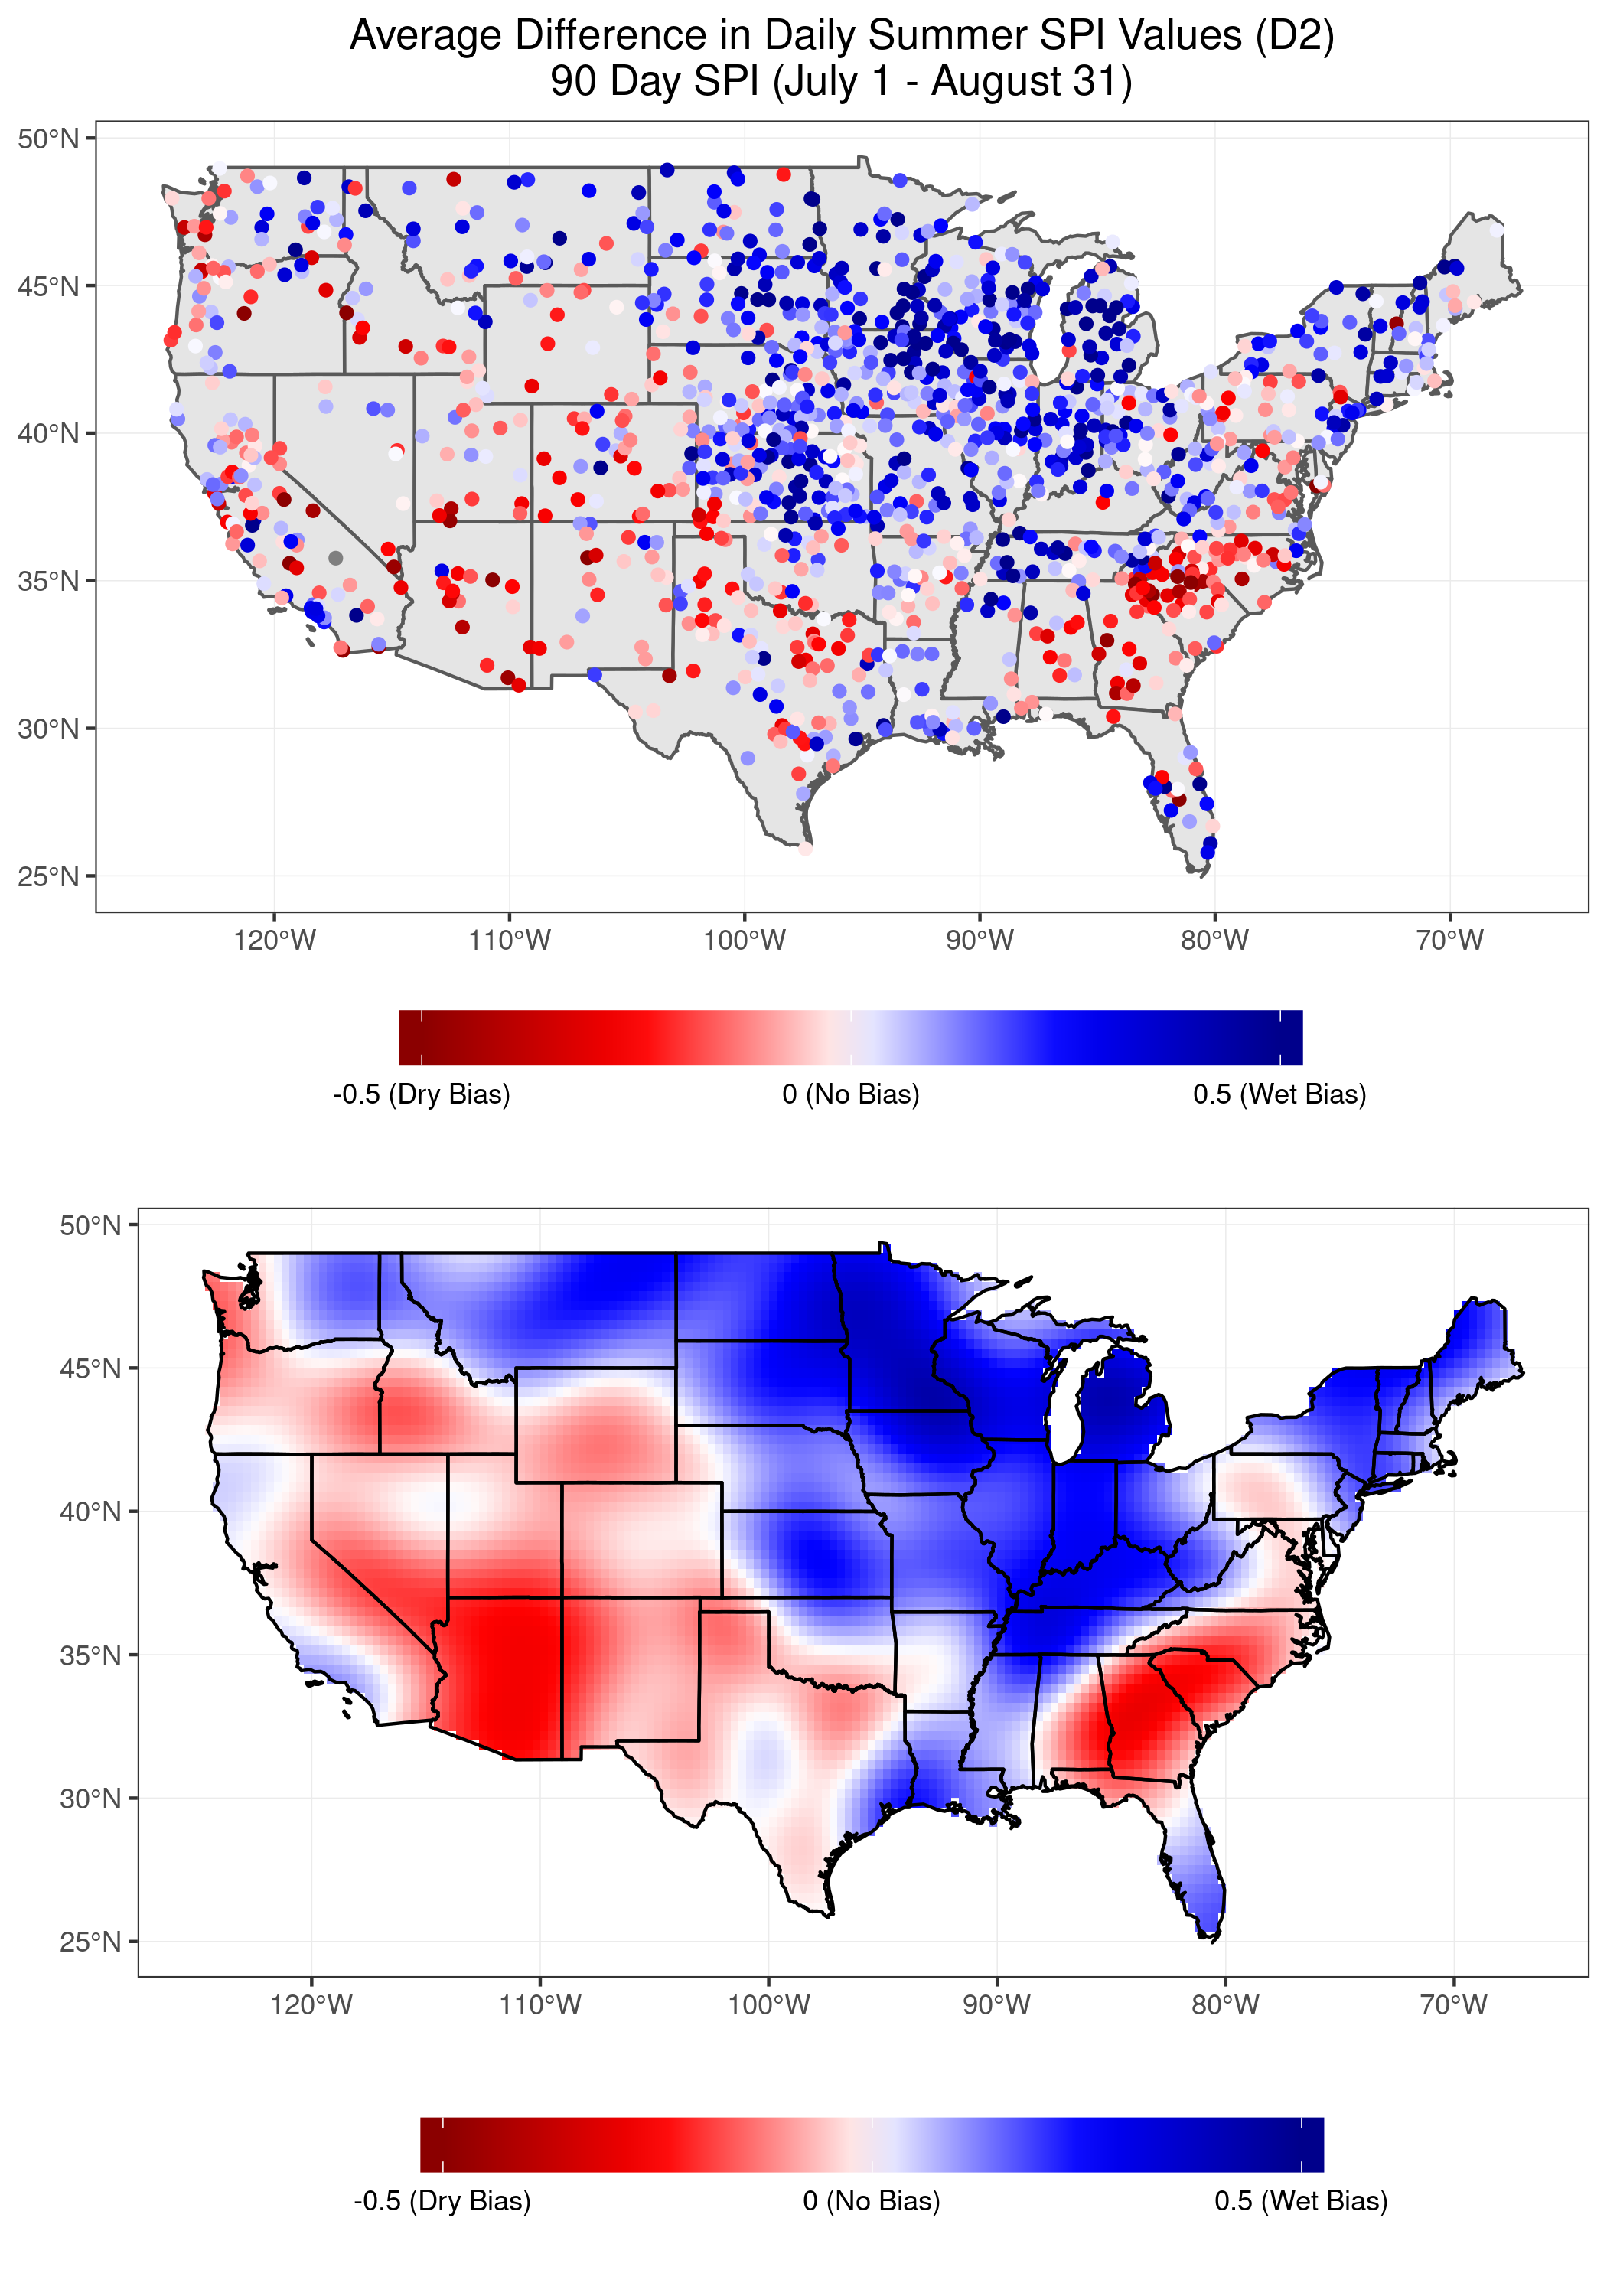 Average Difference in Daily Summer SPI Values (D2)
90 Day SPI (July 1 - August 31)
50°N
45°N
40°N
35°N
30°N
25°N
120°W 110°W 100°W 90°W 80°W 70°W
-0.5 (Dry Bias) 0 (No Bias) 0.5 (Wet Bias)
50°N
45°N
40°N
35°N
30°N
25°N
120°W 110°W 100°W 90°W 80°W 70°W
-0.5 (Dry Bias) 0 (No Bias) 0.5 (Wet Bias)